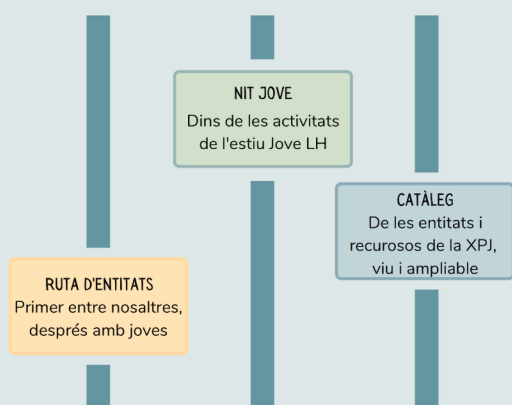 NIT JOVE
Dins de les activitats
de l'estiu Jove LH
CATÀLEG
De les entitats i
recurosos de la XPJ,
viu i ampliable
RUTA D'ENTITATS
Primer entre nosaltres,
després amb joves